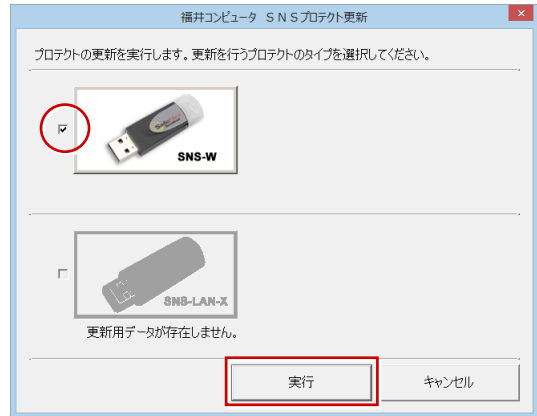 福井コンピュータ SNSプロテクト更新
プロテクトの更新を実行します。更新を行うプロテクトのタイプを選択してください。
SNS-W
SNS-LAN-X
更新用データが存在しません。
実行
キャンセル